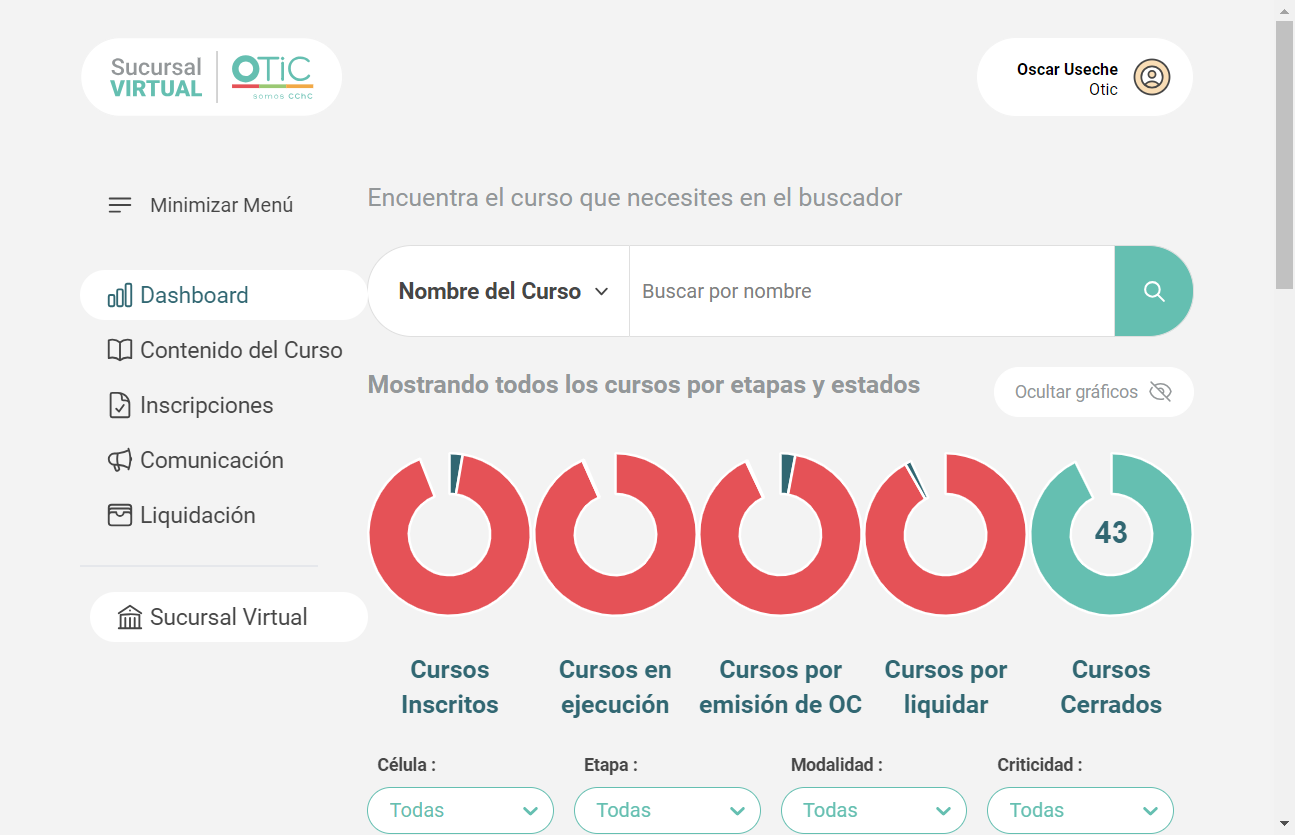 Sucursal
VIRTUAL
OTiC
somos CChC
Oscar Useche
Otic
Minimizar Menú
Dashboard
Contenido del Curso
Inscripciones
Comunicación
Liquidación
Sucursal Virtual
Encuentra el curso que necesites en el buscador
Nombre del Curso
Buscar por nombre
Mostrando todos los cursos por etapas y estados
Ocultar gráficos
43
Cursos
Inscritos
Cursos en
ejecución
Cursos por
emisión de OC
Cursos por
liquidar
Cursos
Cerrados
Célula :
Todas
Etapa :
Todas
Modalidad :
Todas
Criticidad :
Todas